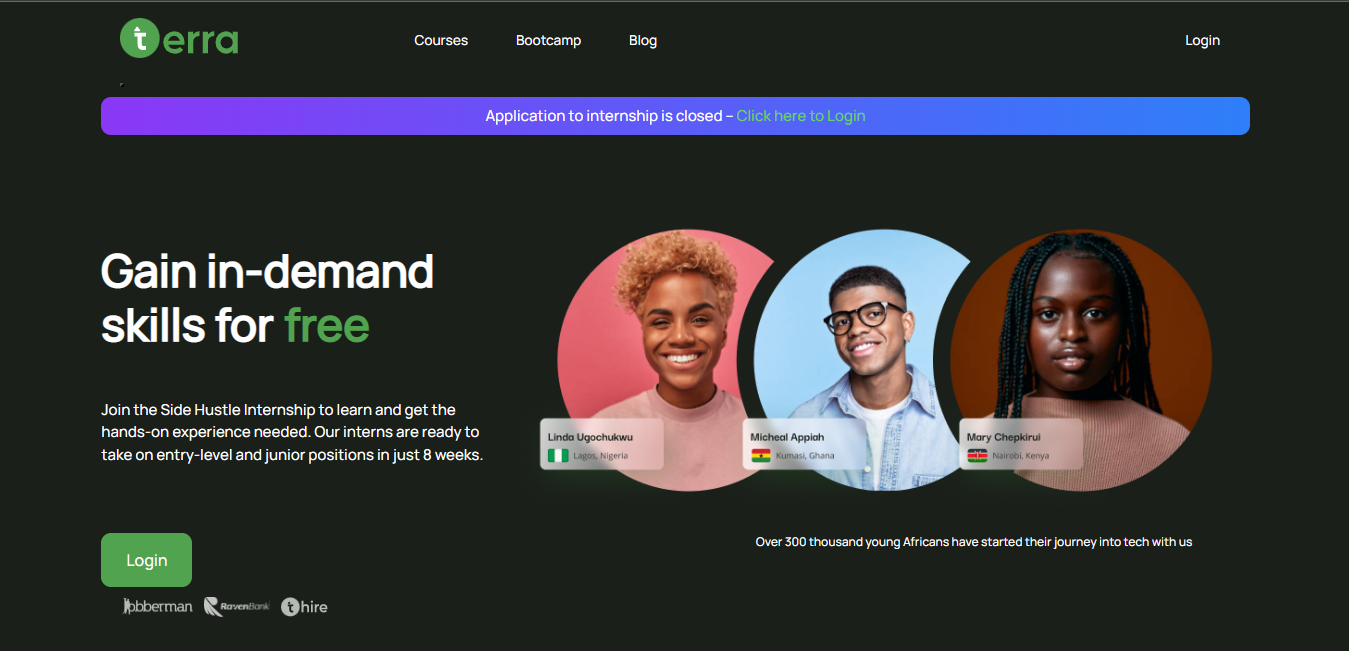 terra
Courses Bootcamp Blog Login
Application to internship is closed – Click here to Login
Gain in-demand
skills for free
Join the Side Hustle Internship to learn and get the
hands-on experience needed. Our interns are ready to
take on entry-level and junior positions in just 8 weeks.
Linda Ugochukwu
Lagos, Nigeria
Micheal Appiah
Kumasi, Ghana
Mary Chepkirui
Nairobi, Kenya
Over 300 thousand young Africans have started their journey into tech with us
Login
Jobberman RavenBank thire